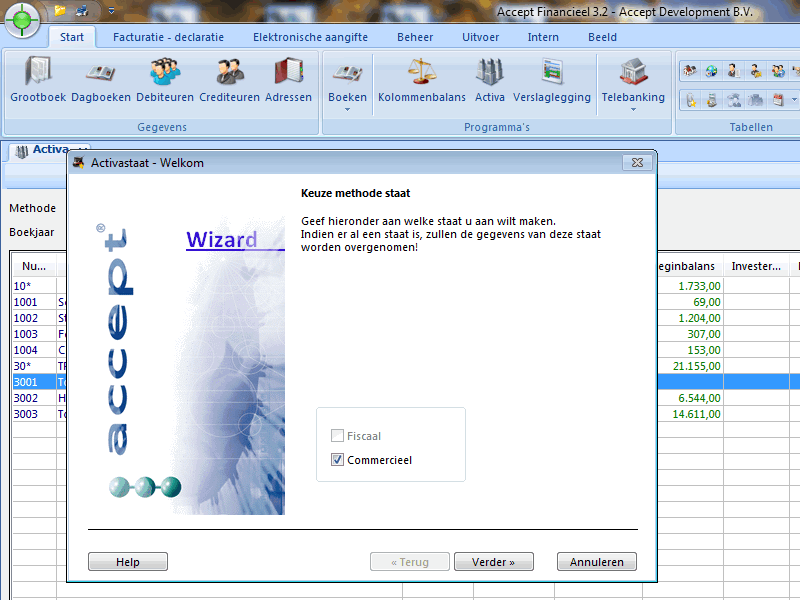 Accept Financieel 3.2 - Accept Development B.V.
Start Facturatie - declaratie Elektronische aangifte Beheer Uitvoer Intern Beeld
Grootboek Dagboeken Debiteuren Crediteuren Adressen Boeken Kolommenbalans Activa Verslaglegging Telebanking
Gegevens Programma's Tabellen
Activa
Activastaat - Welkom
Methode
Boekjaar
Keuze methode staat
Geef hieronder aan welke staat u aan wilt maken.
Indien er al een staat is, zullen de gegevens van deze staat
worden overgenomen!
accept®
Wizard
Nu... eginbalans Invester...
10* 1.733,00
1001 69,00
1002 1.204,00
1003 307,00
1004 153,00
30* 21.155,00
3001
3002 6.544,00
3003 14.611,00
Fiscaal
Commercieel
Help « Terug Verder » Annuleren